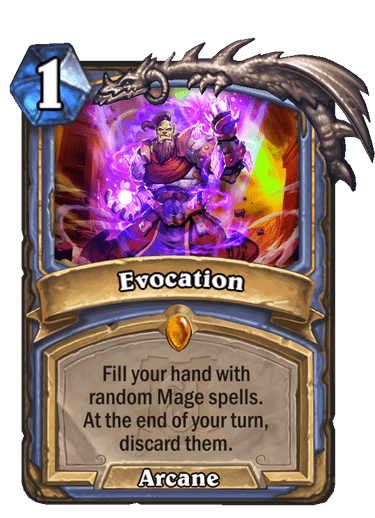 1
Evocation
Fill your hand with
random Mage spells.
At the end of your turn,
discard them.
Arcane